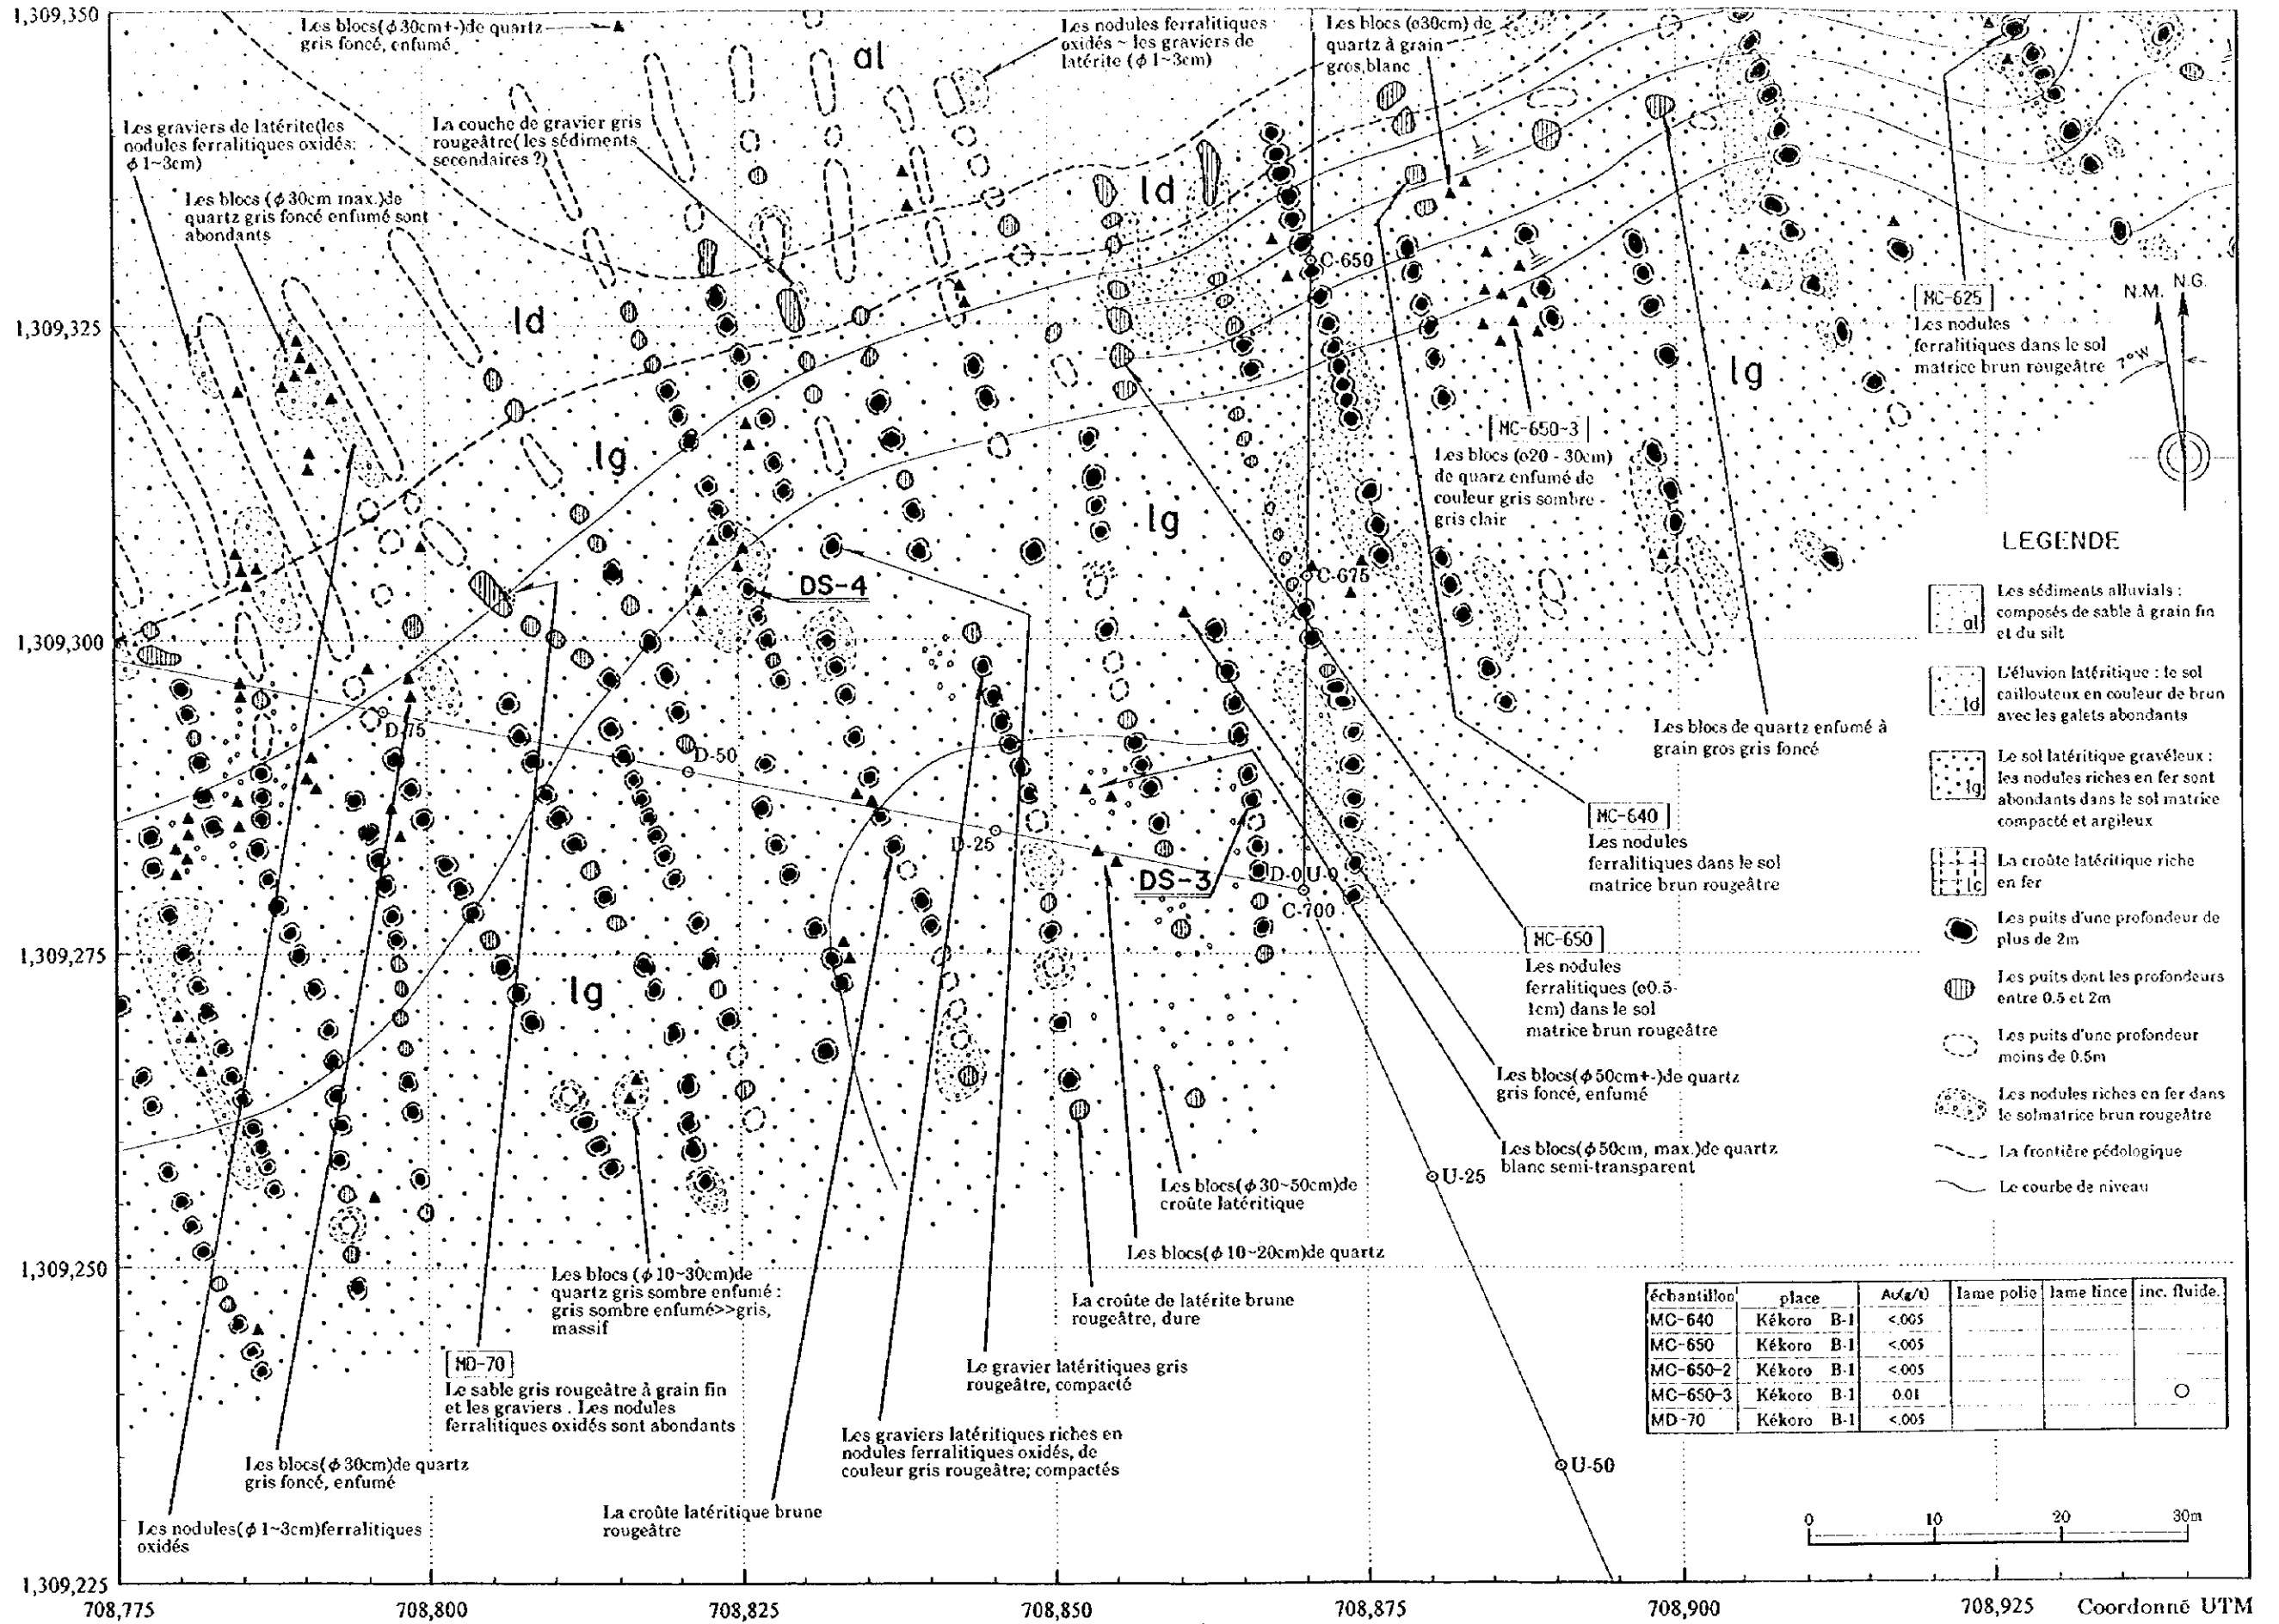 1,309,350
1,309,325
1,309,300
1,309,275
1,309,250
1,309,225
708,775
708,800
708,825
708,850
708,875
708,900
708,925
Coordonné UTM
Les blocs(φ30cm+-)de quartz
gris foncé, enfumé
al
Les nodules ferralitiques
oxidés ~ les graviers de
latérite (φ1~3cm)
Les blocs (ø30cm) de
quartz à grain
gros,blanc
Les graviers de latérite(les
nodules ferralitiques oxidés:
φ1~3cm)
La couche de gravier gris
rougeâtre(les sédiments
secondaires ?)
Les blocs (φ30cm max.)de
quartz gris foncé enfumé sont
abondants
ld
ld
C-650
MC-625
Les nodules
ferralitiques dans le sol
matrice brun rougeâtre
N.M.
N.G.
7°W
lg
lg
lg
MC-650-3
Les blocs (ø20 - 30cm)
de quarz enfumé de
couleur gris sombre -
gris clair
C-675
DS-4
D-75
D-50
D-25
DS-3
D-0,U-0
C-700
lg
Les blocs de quartz enfumé à
grain gros gris foncé
MC-640
Les nodules
ferralitiques dans le sol
matrice brun rougeâtre
MC-650
Les nodules
ferralitiques (ø0.5-
1cm) dans le sol
matrice brun rougeâtre
Les blocs(φ50cm+-)de quartz
gris foncé, enfumé
Les blocs(φ50cm, max.)de quartz
blanc semi-transparent
U-25
U-50
Les blocs(φ30~50cm)de
croûte latéritique
Les blocs(φ10~20cm)de quartz
La croûte de latérite brune
rougeâtre, dure
Le gravier latéritiques gris
rougeâtre, compacté
Les graviers latéritiques riches en
nodules ferralitiques oxidés, de
couleur gris rougeâtre; compactés
La croûte latéritique brune
rougeâtre
Les blocs (φ10~30cm)de
quartz gris sombre enfumé :
gris sombre enfumé>>gris,
massif
MD-70
Le sable gris rougeâtre à grain fin
et les graviers . Les nodules
ferralitiques oxidés sont abondants
Les blocs(φ30cm)de quartz
gris foncé, enfumé
Les nodules(φ1~3cm)ferralitiques
oxidés
LEGENDE
al
Les sédiments alluvials :
composés de sable à grain fin
et du silt
ld
L'éluvion latéritique : le sol
caillouteux en couleur de brun
avec les galets abondants
lg
Le sol latéritique gravéleux :
les nodules riches en fer sont
abondants dans le sol matrice
compacté et argileux
lc
La croûte latéritique riche
en fer
Les puits d'une profondeur de
plus de 2m
Les puits dont les profondeurs
entre 0.5 et 2m
Les puits d'une profondeur
moins de 0.5m
Les nodules riches en fer dans
le solmatrice brun rougeâtre
La frontière pédologique
Le courbe de niveau
échantillon place Au(g/t) lame polie lame lince inc. fluide.
MC-640 Kékoro B-1 <.005
MC-650 Kékoro B-1 <.005
MC-650-2 Kékoro B-1 <.005
MC-650-3 Kékoro B-1 0.01 ○
MD-70 Kékoro B-1 <.005
0 10 20 30m